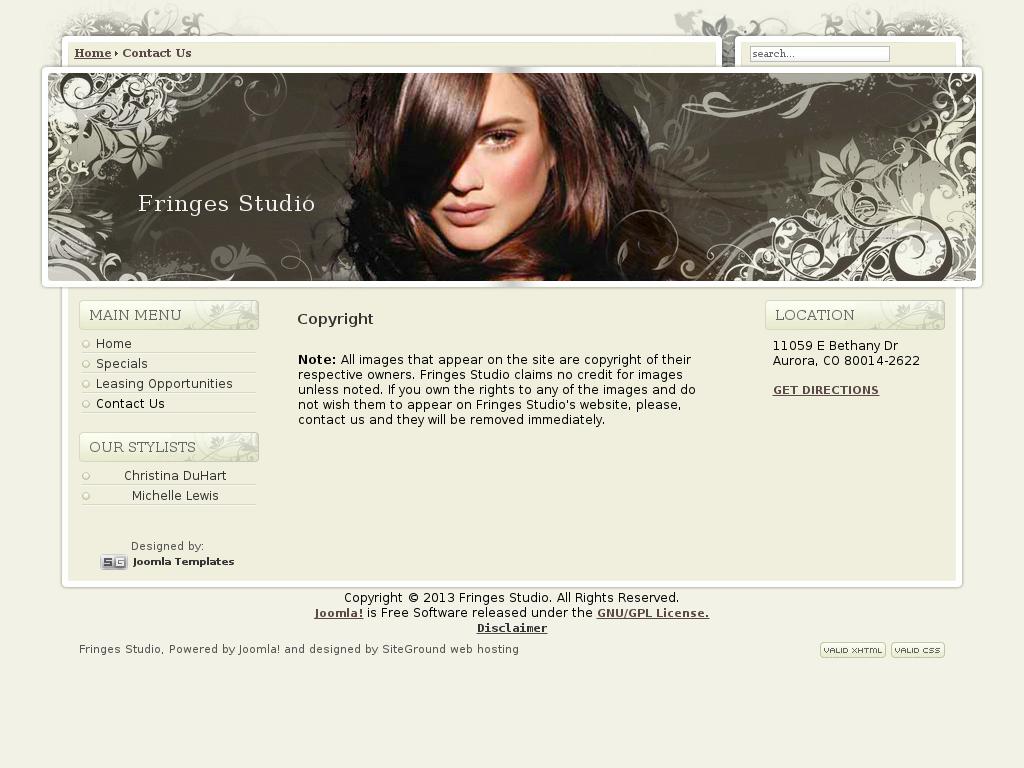 Home Contact Us
search...
Fringes Studio
MAIN MENU
Home
Specials
Leasing Opportunities
Contact Us
OUR STYLISTS
Christina DuHart
Michelle Lewis
Designed by:
SG Joomla Templates
Copyright
Note: All images that appear on the site are copyright of their
respective owners. Fringes Studio claims no credit for images
unless noted. If you own the rights to any of the images and do
not wish them to appear on Fringes Studio's website, please,
contact us and they will be removed immediately.
LOCATION
11059 E Bethany Dr
Aurora, CO 80014-2622
GET DIRECTIONS
Copyright © 2013 Fringes Studio. All Rights Reserved.
Joomla! is Free Software released under the GNU/GPL License.
Disclaimer
Fringes Studio, Powered by Joomla! and designed by SiteGround web hosting
VALID XHTML VALID CSS